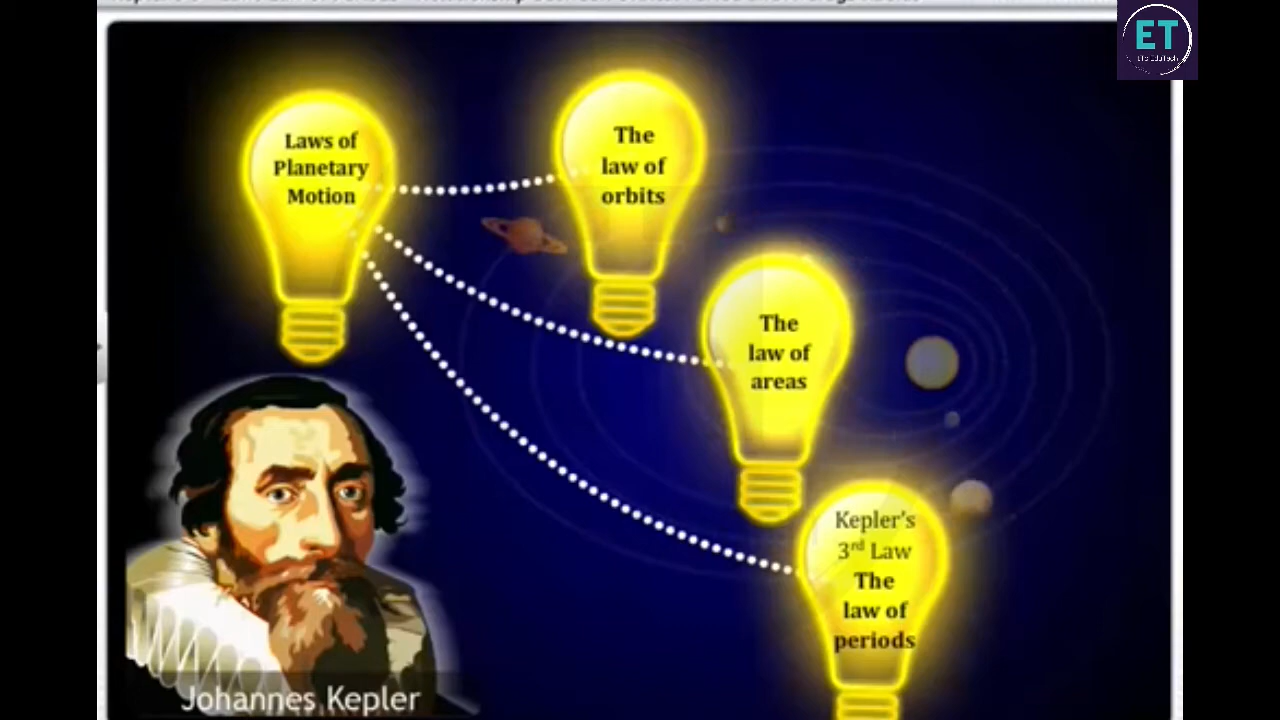 Laws of
Planetary
Motion
The
law of
orbits
The
law of
areas
Kepler's
3rd Law
The
law of
periods
Johannes Kepler
ET